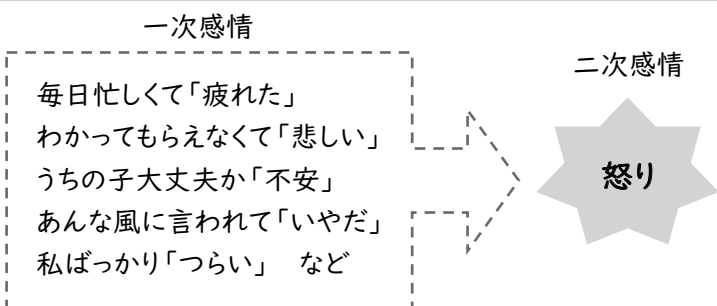 一次感情
毎日忙しくて「疲れた」
わかってもらえなくて「悲しい」
うちの子大丈夫か「不安」
あんな風に言われて「いやだ」
私ばっかり「つらい」　など
二次感情
怒り